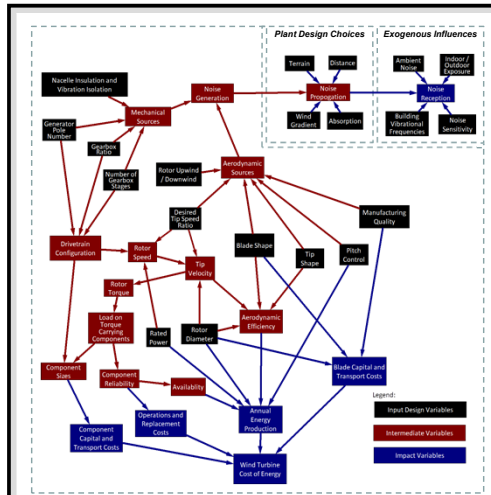 Plant Design Choices
Exogenous Influences
Terrain
Distance
Ambient
Noise
Indoor /
Outdoor
Exposure
Nacelle Insulation and
Vibration Isolation
Noise
Generation
Noise
Propogation
Noise
Reception
Mechanical
Sources
Generator
Pole
Number
Wind
Gradient
Absorption
Building
Vibrational
Frequencies
Noise
Sensitivity
Gearbox
Ratio
Number of
Gearbox
Stages
Rotor Upwind
/ Downwind
Aerodynamic
Sources
Desired
Tip Speed
Ratio
Manufacturing
Quality
Drivetrain
Configuration
Rotor
Speed
Tip
Velocity
Blade Shape
Tip
Shape
Pitch
Control
Rotor
Torque
Load on
Torque
Carrying
Components
Rated
Power
Rotor
Diameter
Aerodynamic
Efficiency
Component
Sizes
Component
Reliability
Availablity
Blade Capital and
Transport Costs
Legend:
Input Design Variables
Intermediate Variables
Impact Variables
Component
Capital and
Transport Costs
Operations and
Replacement
Costs
Annual
Energy
Production
Wind Turbine
Cost of Energy